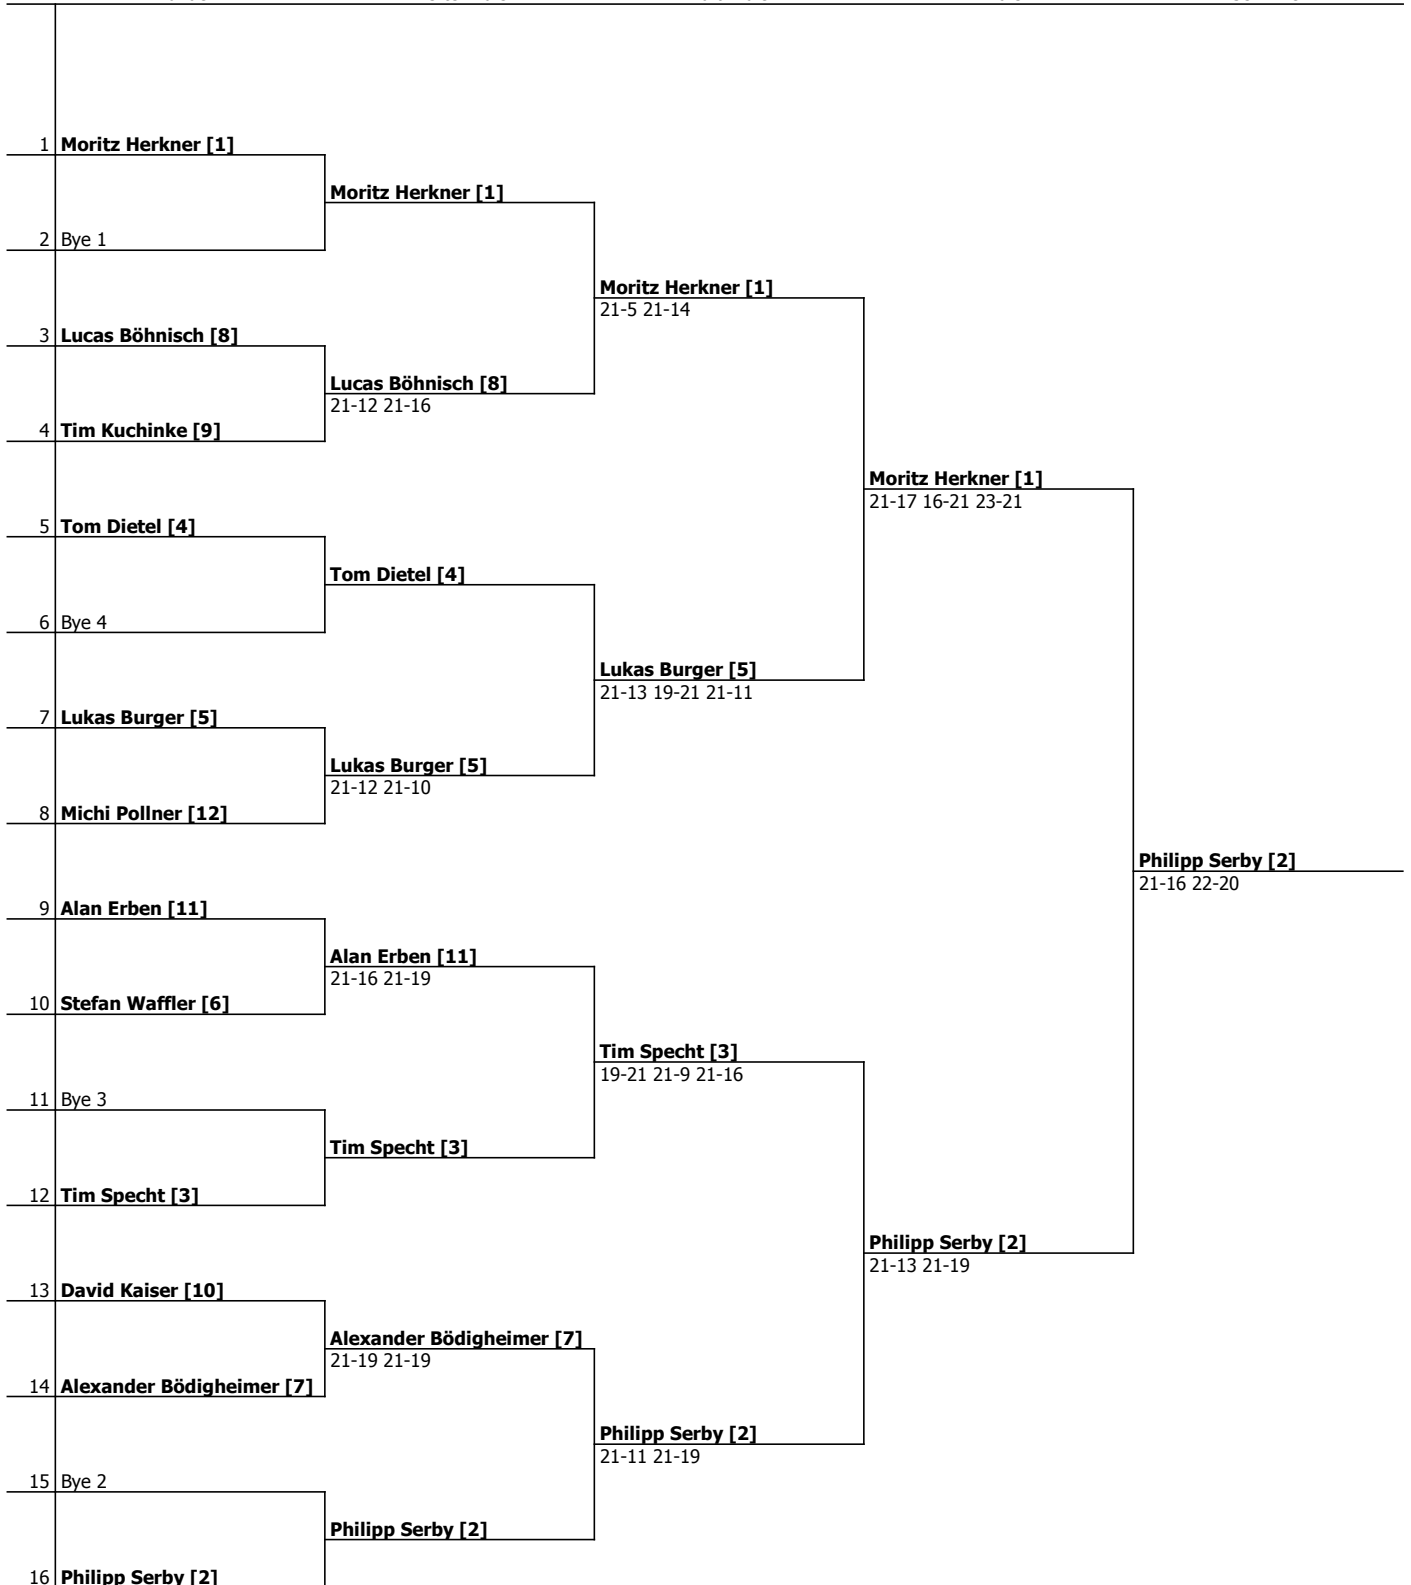 1 Moritz Herkner [1]
Moritz Herkner [1]
2 Bye 1
Moritz Herkner [1]
21-5 21-14
3 Lucas Böhnisch [8]
Lucas Böhnisch [8]
21-12 21-16
4 Tim Kuchinke [9]
Moritz Herkner [1]
21-17 16-21 23-21
5 Tom Dietel [4]
Tom Dietel [4]
6 Bye 4
Lukas Burger [5]
21-13 19-21 21-11
7 Lukas Burger [5]
Lukas Burger [5]
21-12 21-10
8 Michi Pollner [12]
Philipp Serby [2]
21-16 22-20
9 Alan Erben [11]
Alan Erben [11]
21-16 21-19
10 Stefan Waffler [6]
Tim Specht [3]
19-21 21-9 21-16
11 Bye 3
Tim Specht [3]
12 Tim Specht [3]
Philipp Serby [2]
21-13 21-19
13 David Kaiser [10]
Alexander Bödigheimer [7]
21-19 21-19
14 Alexander Bödigheimer [7]
Philipp Serby [2]
21-11 21-19
15 Bye 2
Philipp Serby [2]
16 Philipp Serby [2]